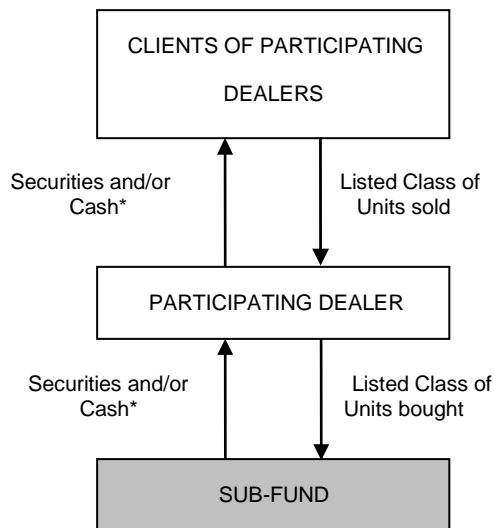 CLIENTS OF PARTICIPATING
DEALERS
Securities and/or
Cash*
Listed Class of
Units sold
PARTICIPATING DEALER
Securities and/or
Cash*
Listed Class of
Units bought
SUB-FUND